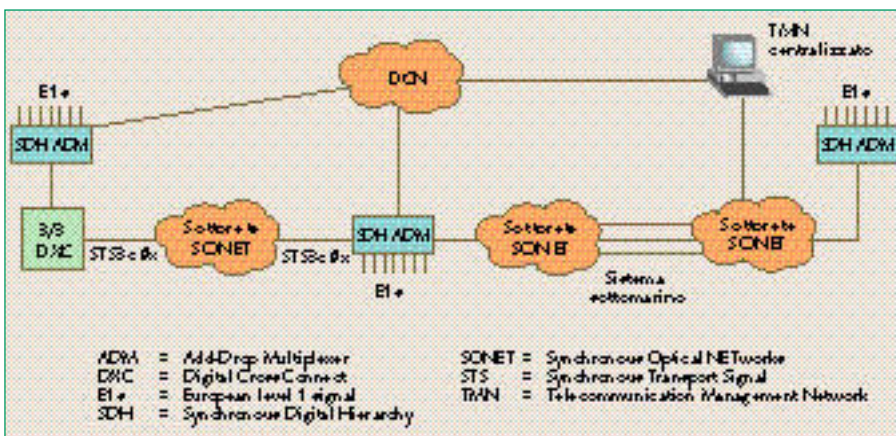 TMN
centralizzato
DCN
E1s
E1s
SDH ADM
SDH ADM
3/3
DXC
Sottorete
SONET
SDH ADM
Sottorete
SONET
Sottorete
SONET
STS3c
STS3c
E1s
Sistema
sottomarino
ADM = Add-Drop Multiplexer
DXC = Digital CrossConnect
E1s = European level 1 signal
SDH = Synchronous Digital Hierarchy
SONET = Synchronous Optical NETworks
STS = Synchronous Transport Signal
TMN = Telecommunication Management Network